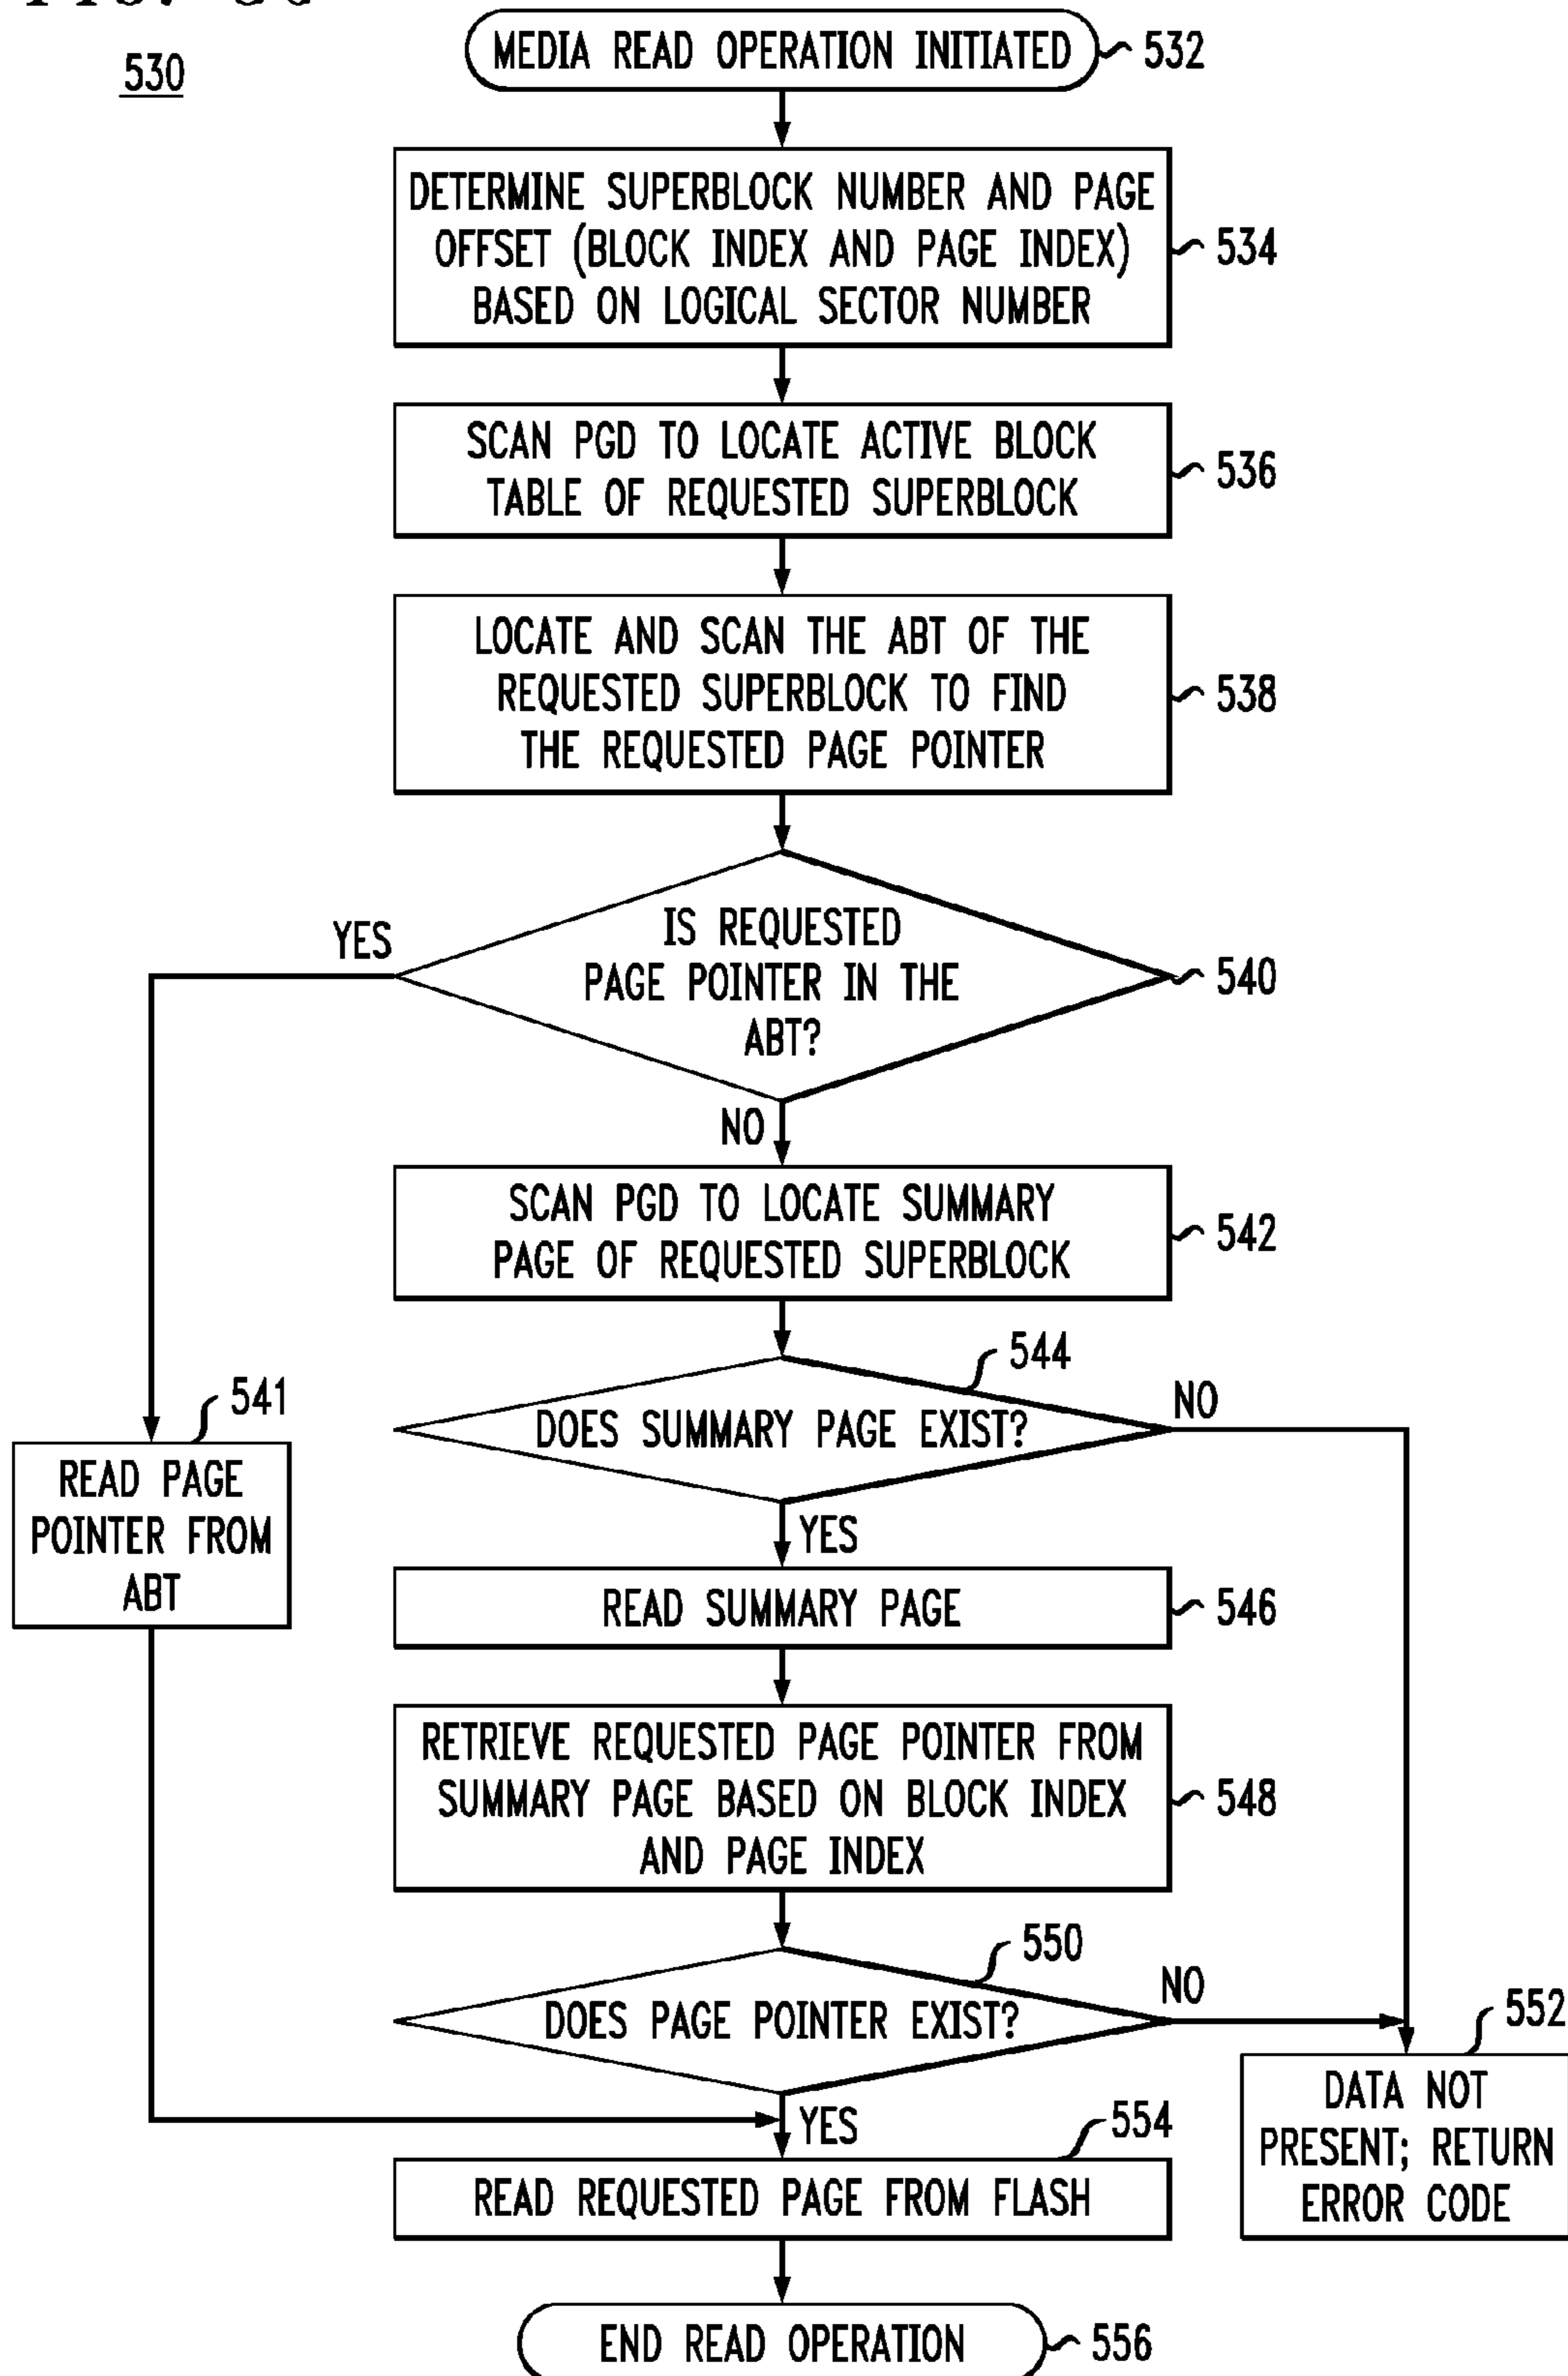 530
MEDIA READ OPERATION INITIATED
532
DETERMINE SUPERBLOCK NUMBER AND PAGE
OFFSET (BLOCK INDEX AND PAGE INDEX)
BASED ON LOGICAL SECTOR NUMBER
534
SCAN PGD TO LOCATE ACTIVE BLOCK
TABLE OF REQUESTED SUPERBLOCK
536
LOCATE AND SCAN THE ABT OF THE
REQUESTED SUPERBLOCK TO FIND
THE REQUESTED PAGE POINTER
538
YES
IS REQUESTED
PAGE POINTER IN THE
ABT?
540
NO
SCAN PGD TO LOCATE SUMMARY
PAGE OF REQUESTED SUPERBLOCK
542
541
READ PAGE
POINTER FROM
ABT
544
DOES SUMMARY PAGE EXIST?
NO
YES
READ SUMMARY PAGE
546
RETRIEVE REQUESTED PAGE POINTER FROM
SUMMARY PAGE BASED ON BLOCK INDEX
AND PAGE INDEX
548
550
DOES PAGE POINTER EXIST?
NO
552
DATA NOT
PRESENT; RETURN
ERROR CODE
YES
554
READ REQUESTED PAGE FROM FLASH
END READ OPERATION
556